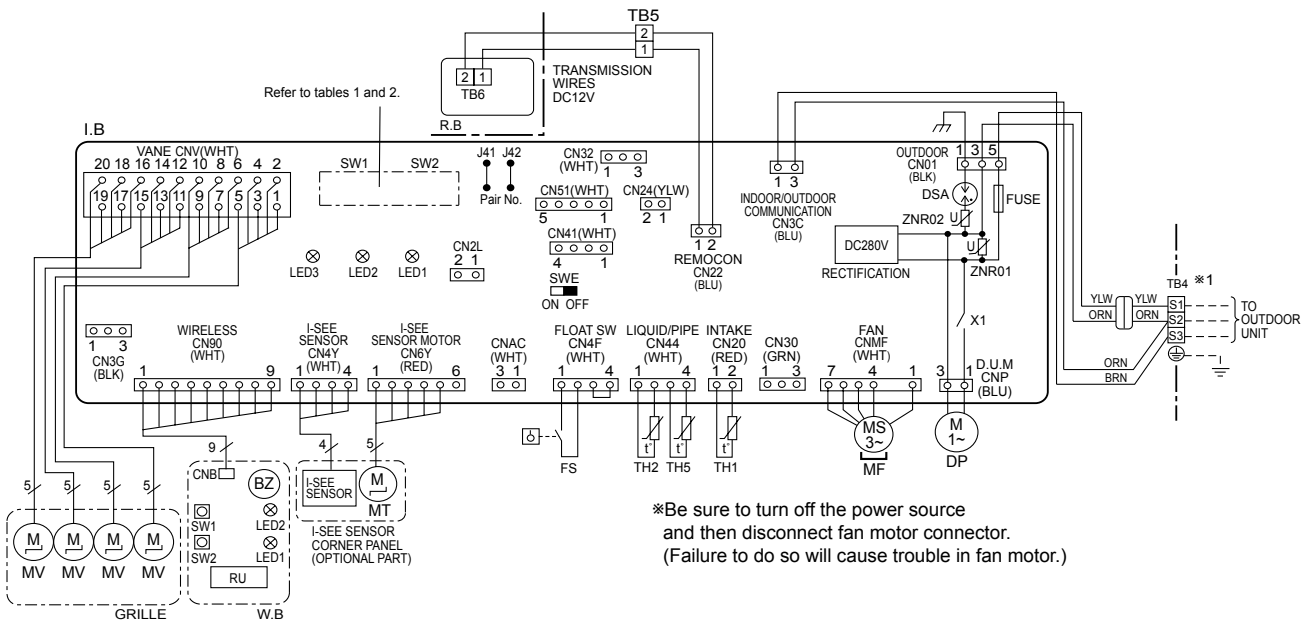 TB5
2
1
2 1
TB6
TRANSMISSION
WIRES
DC12V
R.B
Refer to tables 1 and 2.
I.B
VANE CNV(WHT)
20 18 16 14 12 10 8 6 4 2
19 17 15 13 11 9 7 5 3 1
SW1 SW2
J41 J42
Pair No.
CN32
(WHT)
1 3
CN51(WHT)
5 1
CN24(YLW)
2 1
CN41(WHT)
4 1
SWE
ON OFF
LED3 LED2 LED1
CN2L
2 1
1 2
REMOCON
CN22
(BLU)
1 3
INDOOR/OUTDOOR
COMMUNICATION
CN3C
(BLU)
1 3 5
OUTDOOR
CN01
(BLK)
DSA
FUSE
ZNR02
U
U
ZNR01
DC280V
RECTIFICATION
X1
TB4 ※1
YLW YLW S1
ORN ORN S2
S3
TO
OUTDOOR
UNIT
ORN
BRN
1 3
CN3G
(BLK)
WIRELESS
CN90
(WHT)
1 9
I-SEE
SENSOR
CN4Y
(WHT)
1 4
I-SEE
SENSOR MOTOR
CN6Y
(RED)
1 6
CNAC
(WHT)
3 1
FLOAT SW
CN4F
(WHT)
1 4
LIQUID/PIPE
CN44
(WHT)
1 4
INTAKE
CN20
(RED)
1 2
CN30
(GRN)
1 3
FAN
CNMF
(WHT)
7 4 1
D.U.M
CNP
(BLU)
3 1
5 5 5 5
M M M M
MV MV MV MV
GRILLE
9
CNB
BZ
SW1
SW2
LED2
LED1
RU
W.B
4
I-SEE
SENSOR
5
M
MT
I-SEE SENSOR
CORNER PANEL
(OPTIONAL PART)
FS
t° t° t°
TH2 TH5 TH1
MS
3~
MF
M
1~
DP
※Be sure to turn off the power source
and then disconnect fan motor connector.
(Failure to do so will cause trouble in fan motor.)